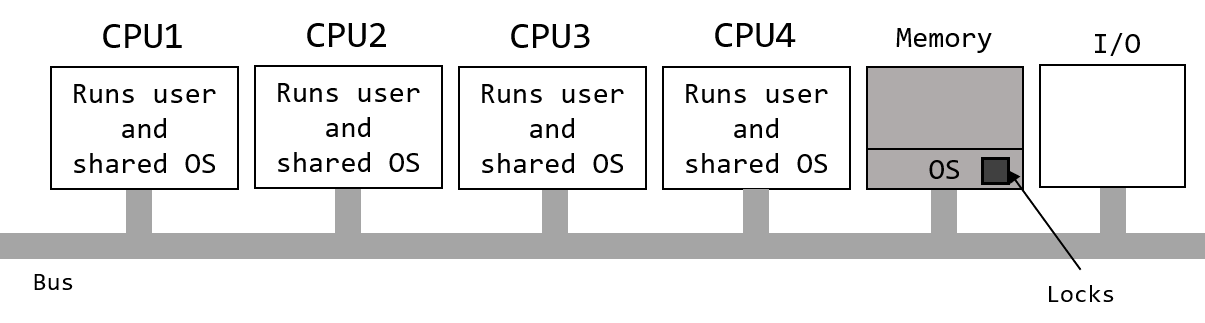 CPU1
CPU2
CPU3
CPU4
Memory
I/O
Runs user
and
shared OS
Runs user
and
shared OS
Runs user
and
shared OS
Runs user
and
shared OS
OS
Bus
Locks